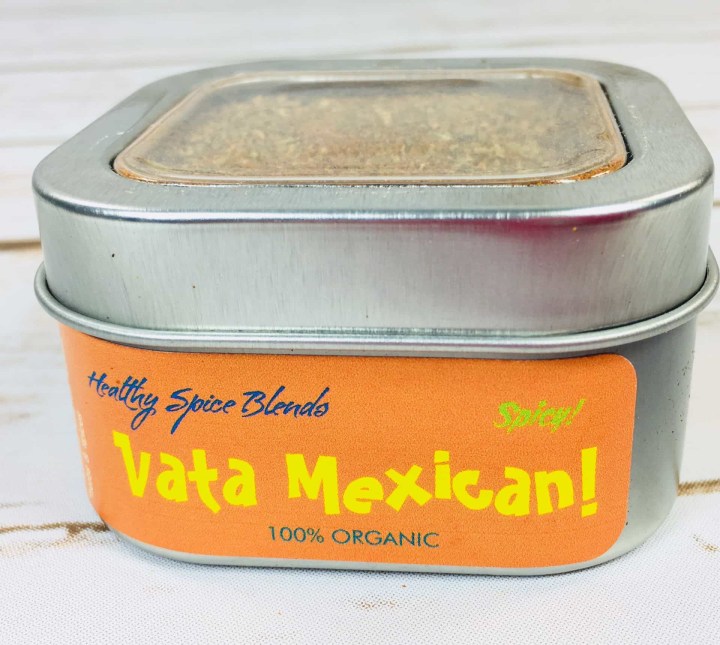 Healthy Spice Blends
Spicy!
Vata Mexican!
100% ORGANIC